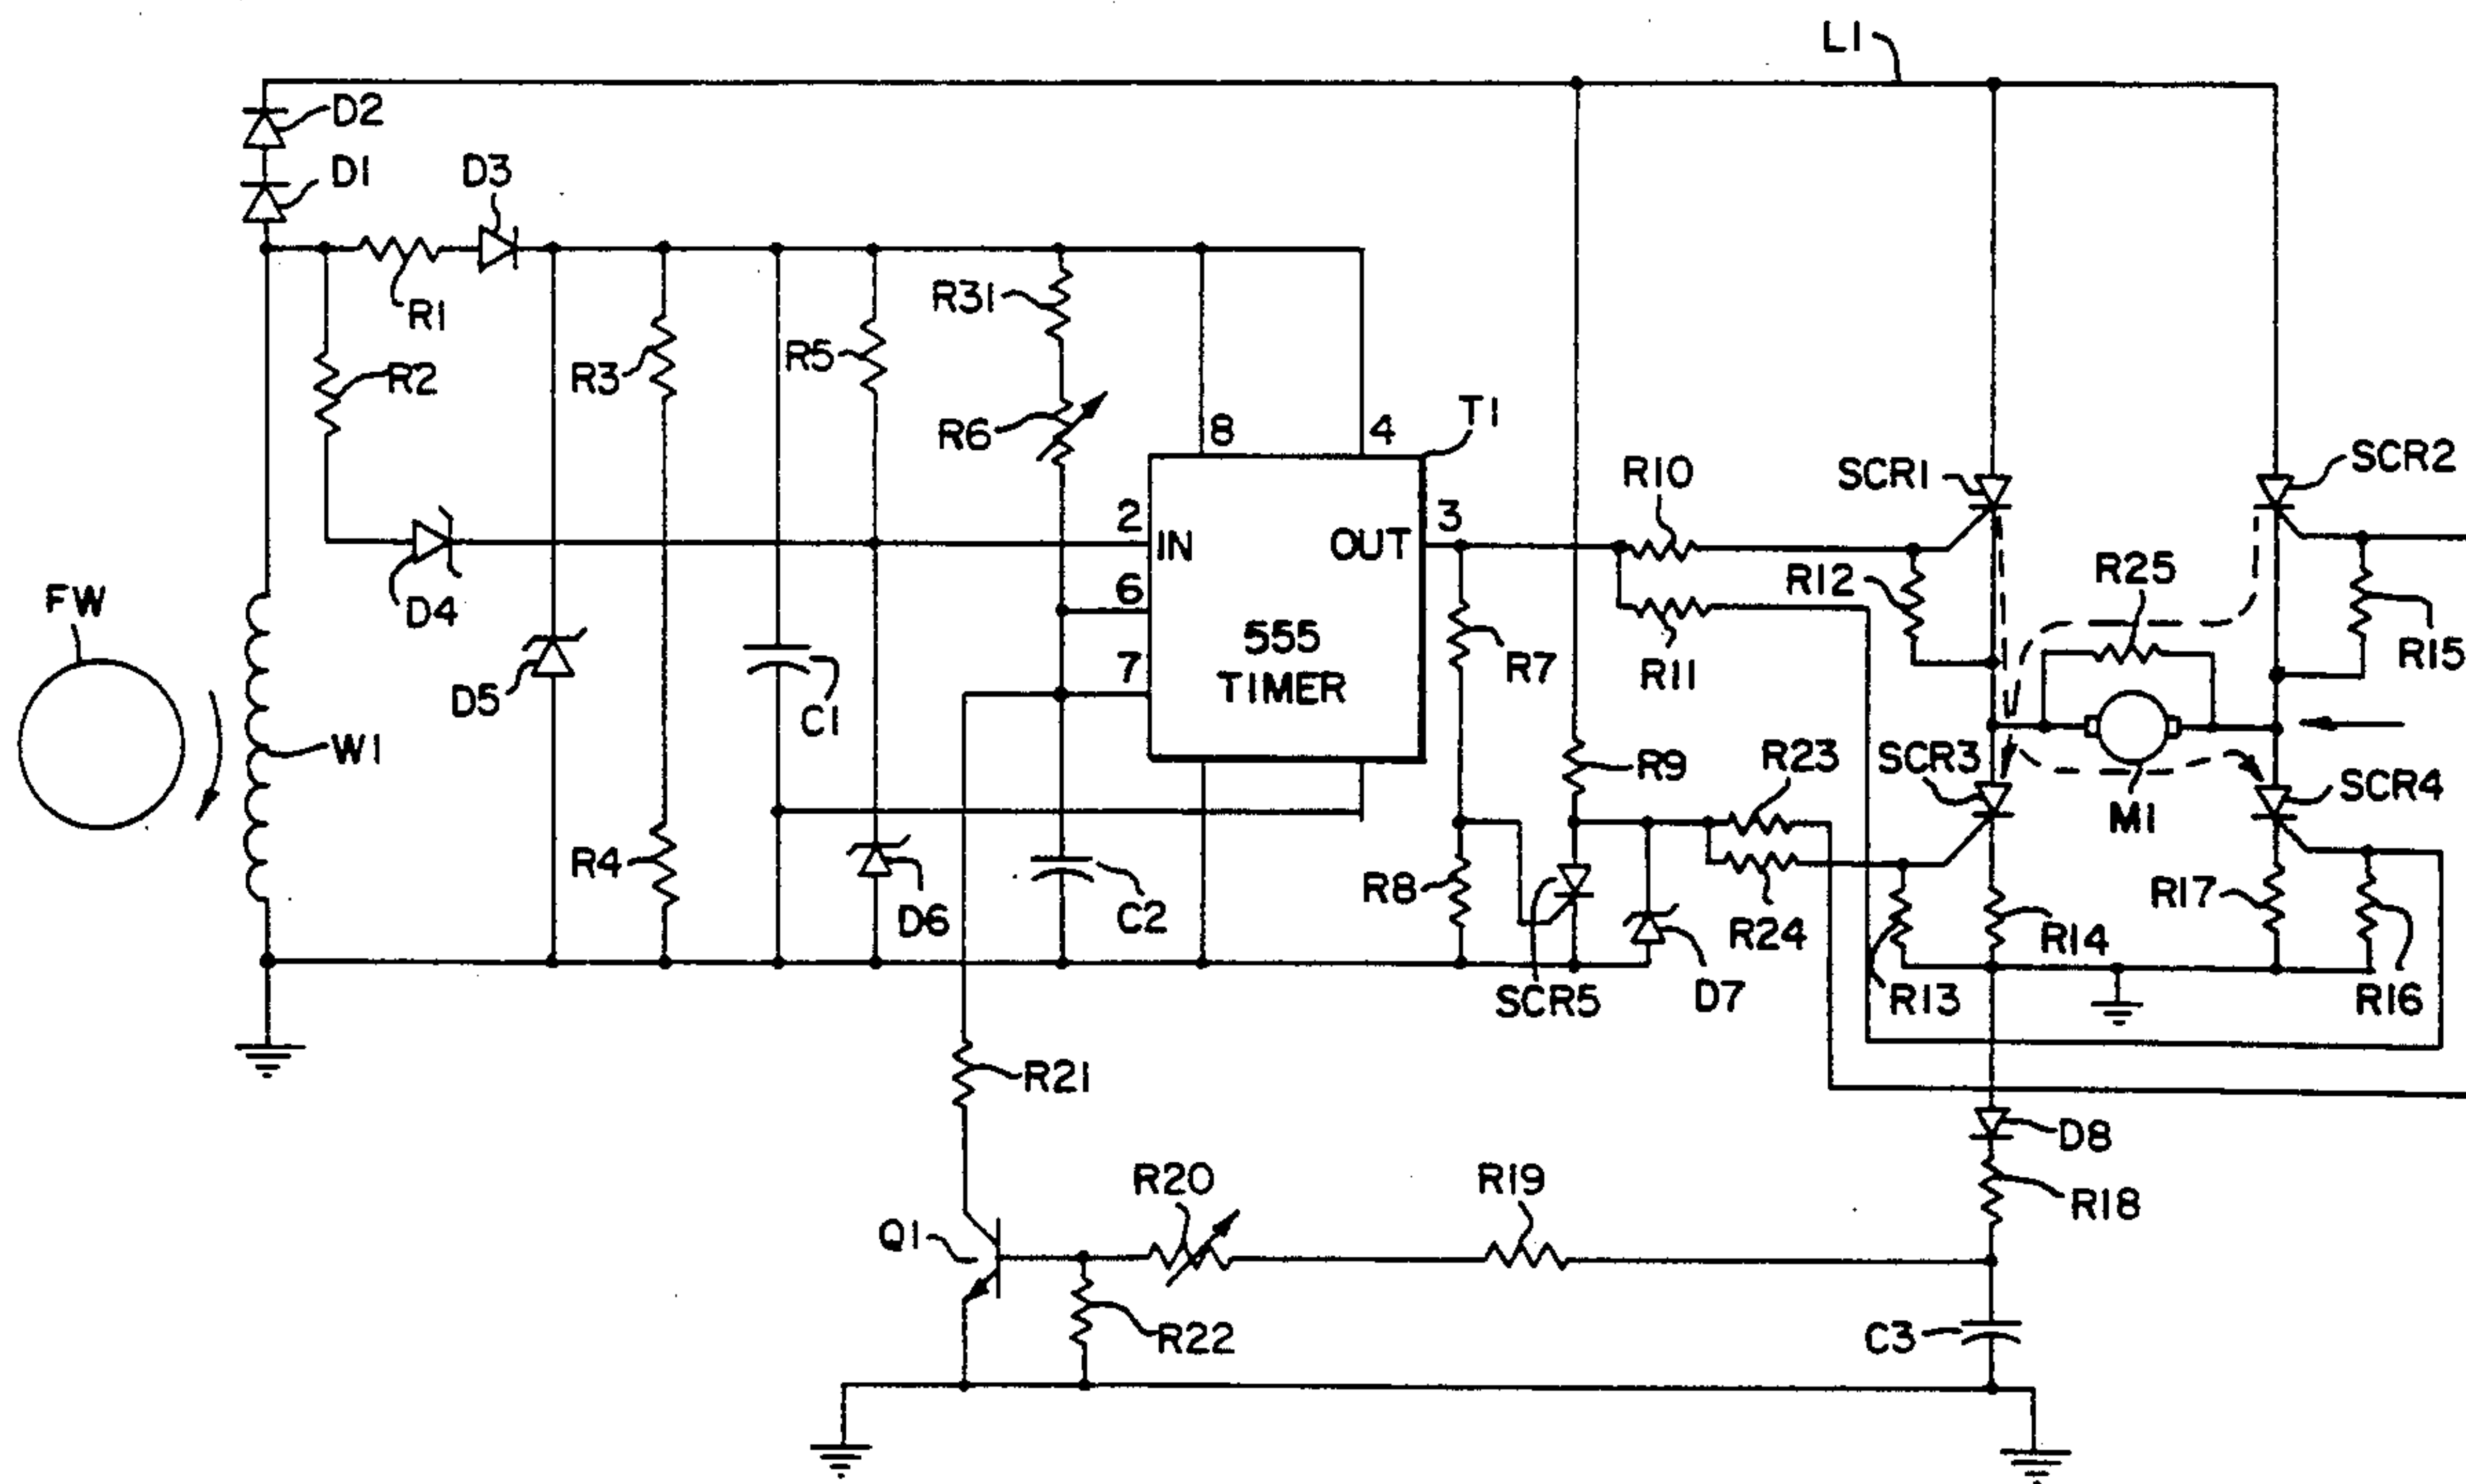 L1
D2
D1
D3
R1
R31
R2
R3
R5
R6
T1
8
4
R10
SCR1
SCR2
2
IN
OUT
3
R12
R25
FW
D4
6
555
TIMER
R7
R11
R15
D5
7
C1
W1
R9
R23
SCR3
SCR4
M1
R4
D6
C2
R8
R24
R14
R17
SCR5
D7
R13
R16
R21
D8
R20
R19
R18
Q1
R22
C3